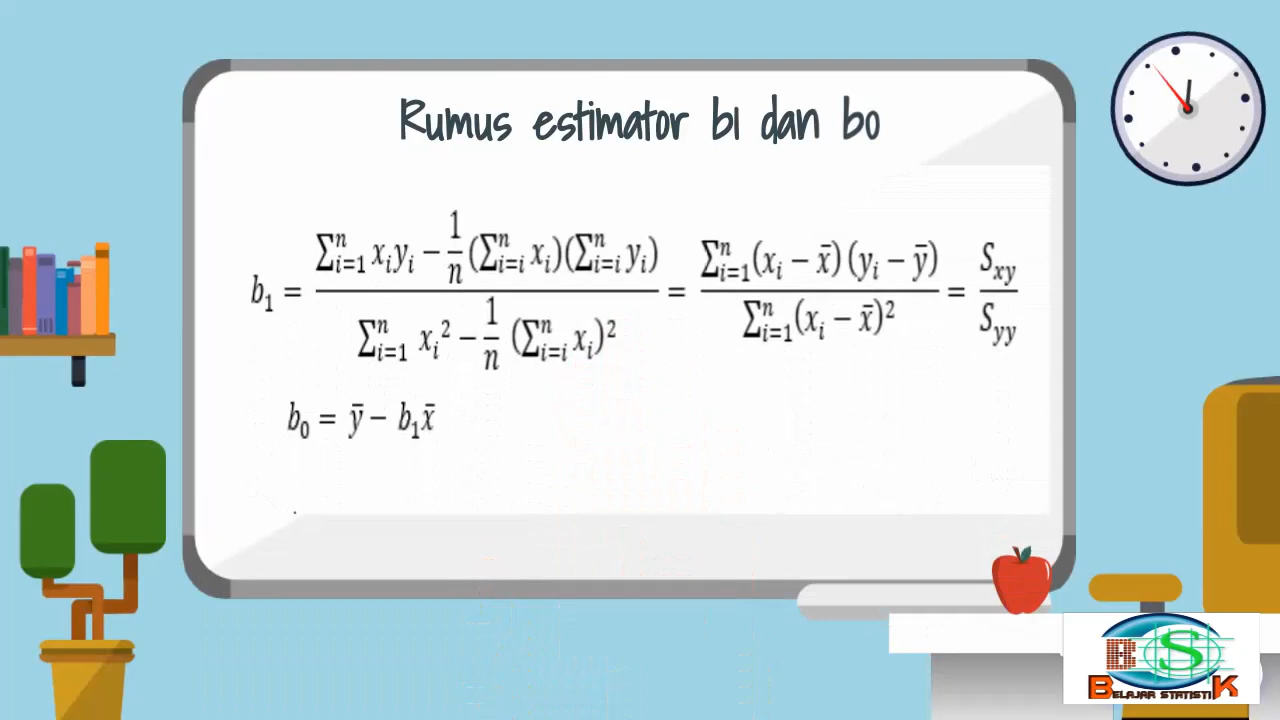 Rumus estimator b1 dan b0
b₁ = (∑ⁿᵢ₌₁ xᵢyᵢ − 1/n (∑ⁿᵢ₌ᵢ xᵢ)(∑ⁿᵢ₌ᵢ yᵢ)) / (∑ⁿᵢ₌₁ xᵢ² − 1/n (∑ⁿᵢ₌ᵢ xᵢ)²) = (∑ⁿᵢ₌₁(xᵢ − x̄)(yᵢ − ȳ)) / (∑ⁿᵢ₌₁(xᵢ − x̄)²) = Sxy / Syy
b₀ = ȳ − b₁x̄
BSK
BELAJAR STATISTIK